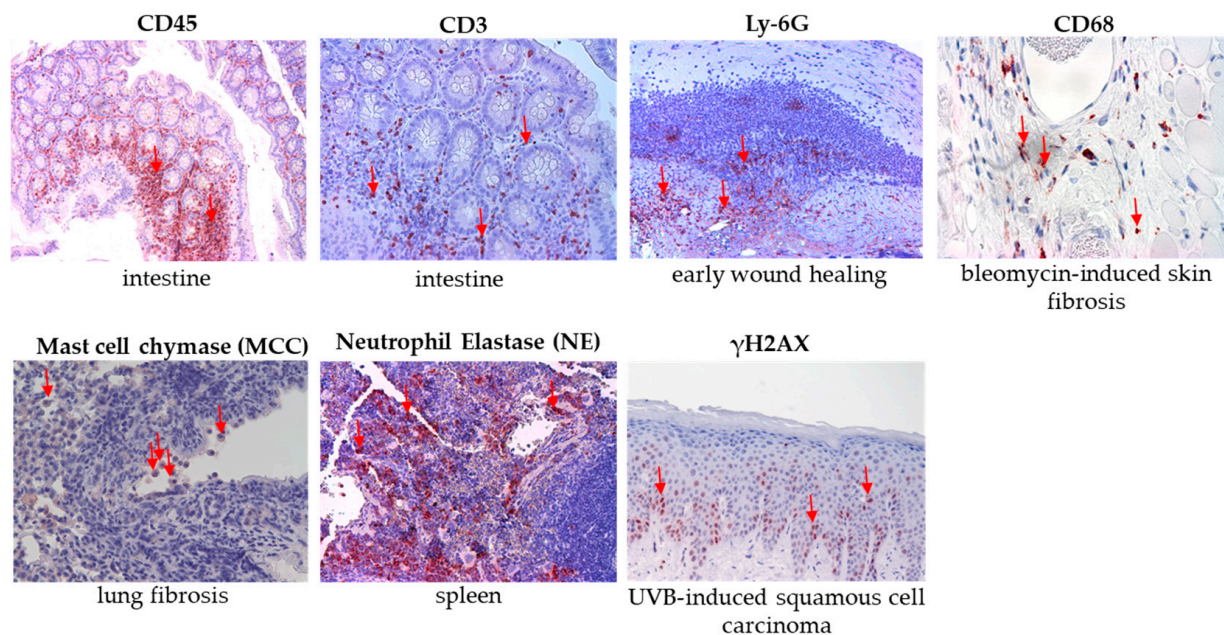 CD45
CD3
Ly-6G
CD68
intestine
intestine
early wound healing
bleomycin-induced skin
fibrosis
Mast cell chymase (MCC)
Neutrophil Elastase (NE)
γH2AX
lung fibrosis
spleen
UVB-induced squamous cell
carcinoma